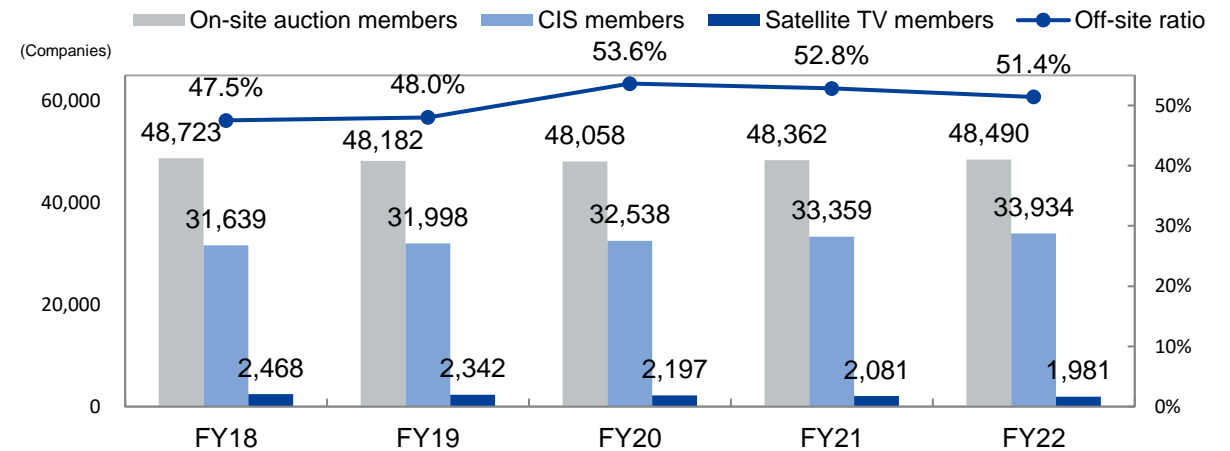 On-site auction members CIS members Satellite TV members Off-site ratio
(Companies)
53.6% 52.8% 51.4%
47.5% 48.0%
60,000 50%
48,723 48,182 48,058 48,362 48,490
40%
40,000
31,639 31,998 32,538 33,359 33,934
30%
20,000 20%
2,468 2,342 2,197 2,081 1,981
10%
0 0%
FY18 FY19 FY20 FY21 FY22